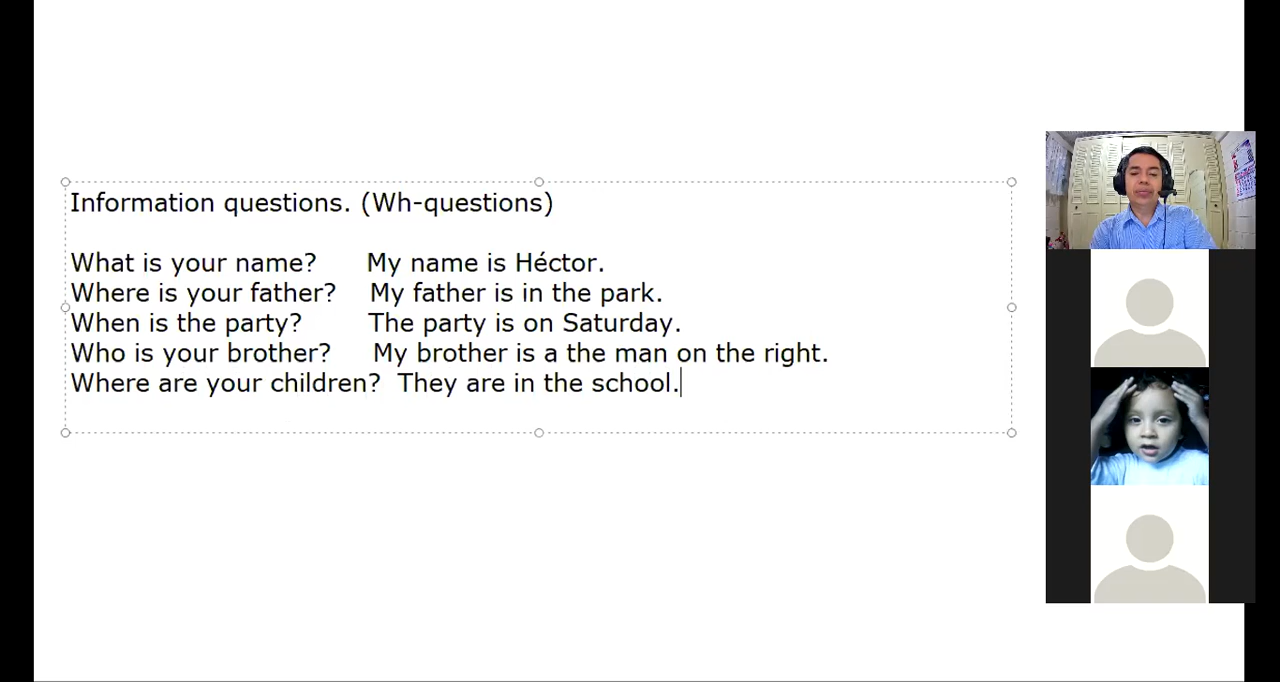 Information questions. (Wh-questions)
What is your name? My name is Héctor.
Where is your father? My father is in the park.
When is the party? The party is on Saturday.
Who is your brother? My brother is a the man on the right.
Where are your children? They are in the school.